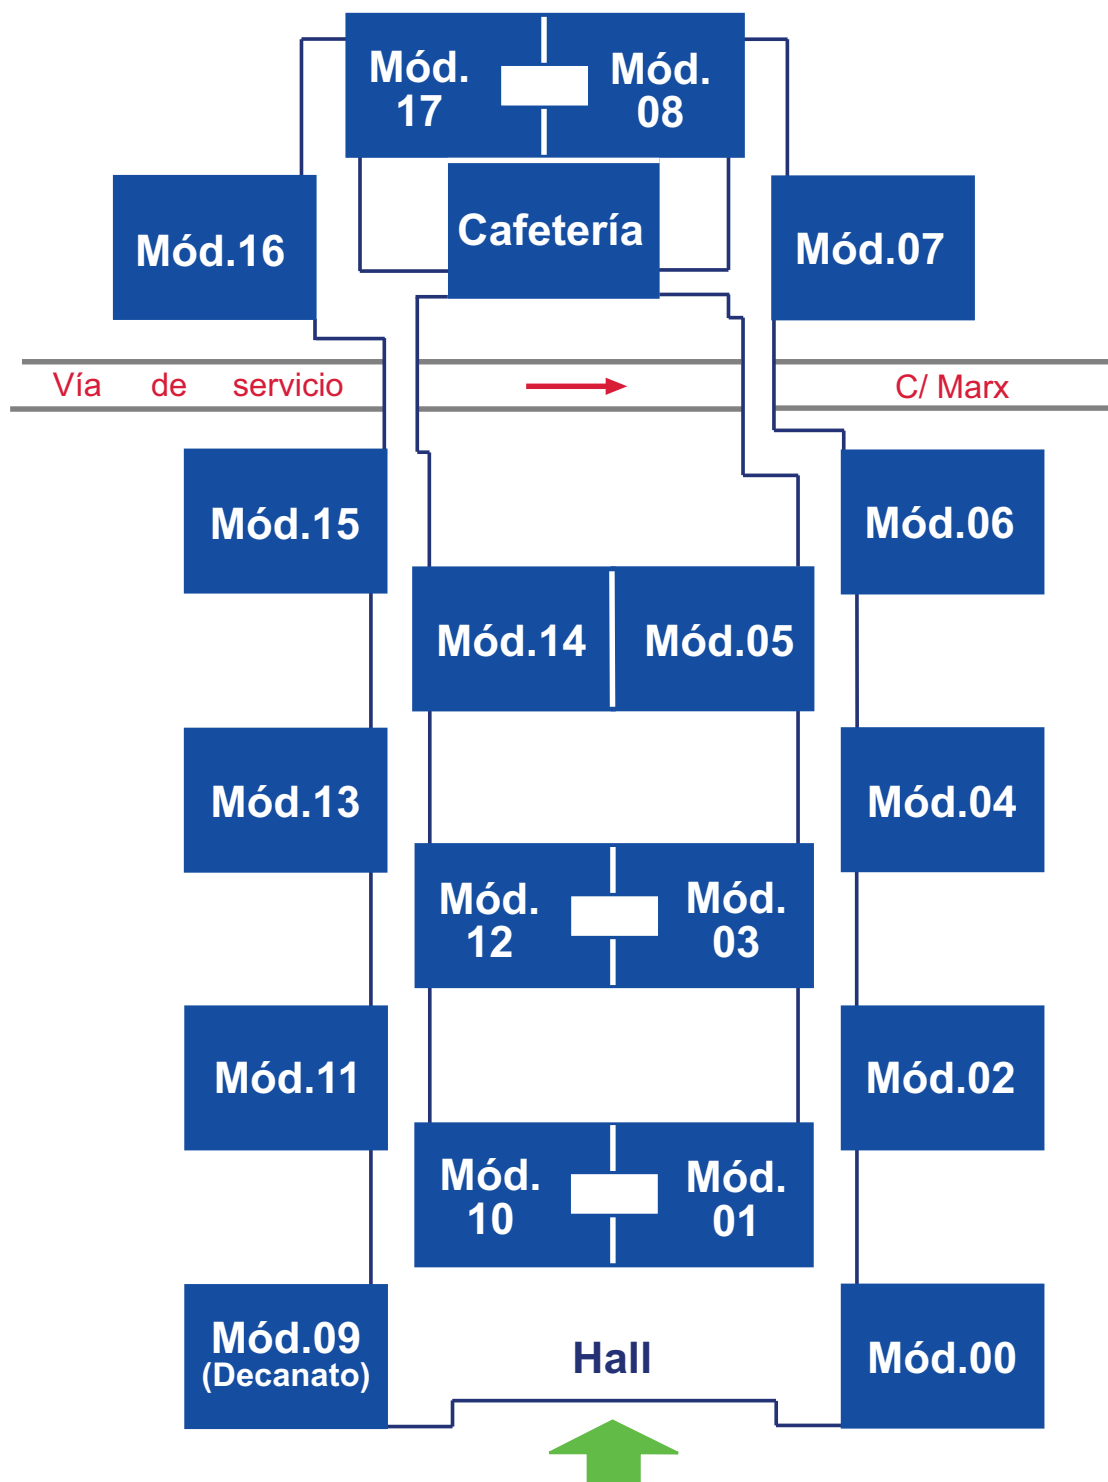 Mód.
17
Mód.
08
Cafetería
Mód.16
Mód.07
Vía de servicio
C/ Marx
Mód.15
Mód.06
Mód.14
Mód.05
Mód.13
Mód.04
Mód.
12
Mód.
03
Mód.11
Mód.02
Mód.
10
Mód.
01
Mód.09
(Decanato)
Hall
Mód.00